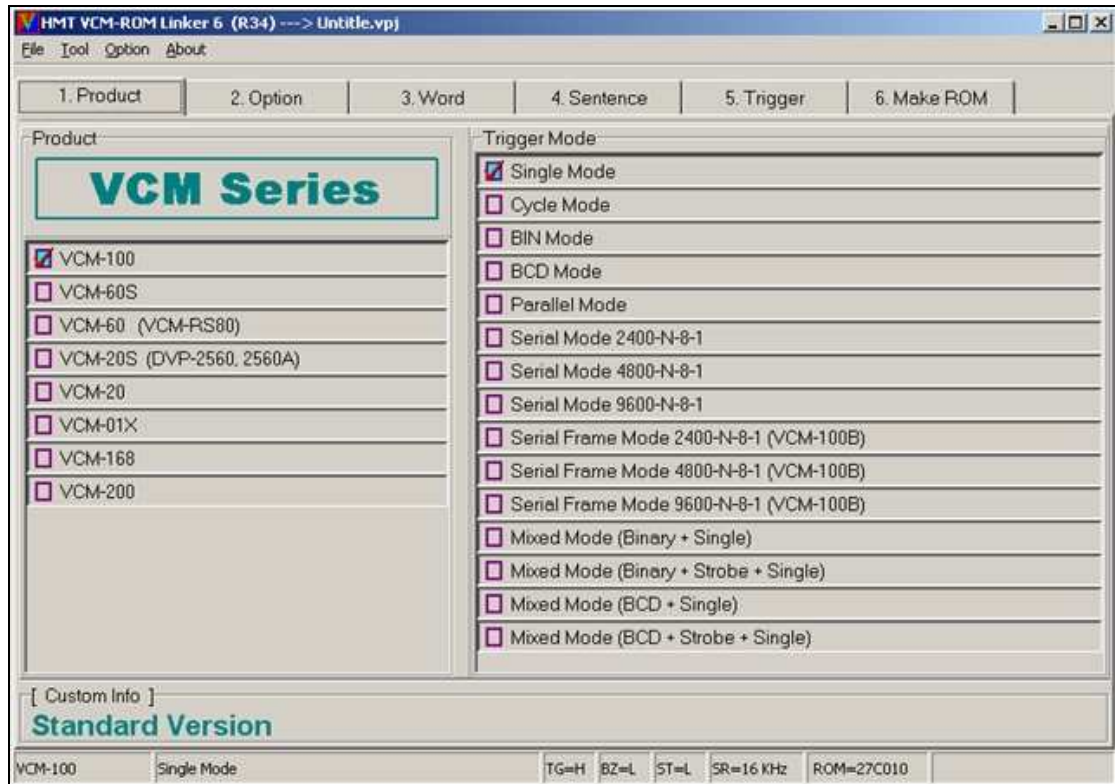 HMT VCM-ROM Linker 6 (R34) ---> Untitle.vpj
File Tool Option About
1. Product 2. Option 3. Word 4. Sentence 5. Trigger 6. Make ROM
Product
VCM Series
VCM-100
VCM-60S
VCM-60 (VCM-RS80)
VCM-20S (DVP-2560, 2560A)
VCM-20
VCM-01X
VCM-168
VCM-200
Trigger Mode
Single Mode
Cycle Mode
BIN Mode
BCD Mode
Parallel Mode
Serial Mode 2400-N-8-1
Serial Mode 4800-N-8-1
Serial Mode 9600-N-8-1
Serial Frame Mode 2400-N-8-1 (VCM-100B)
Serial Frame Mode 4800-N-8-1 (VCM-100B)
Serial Frame Mode 9600-N-8-1 (VCM-100B)
Mixed Mode (Binary + Single)
Mixed Mode (Binary + Strobe + Single)
Mixed Mode (BCD + Single)
Mixed Mode (BCD + Strobe + Single)
[ Custom Info ]
Standard Version
VCM-100 Single Mode TG=H BZ=L ST=L SR=16 KHz ROM=27C010